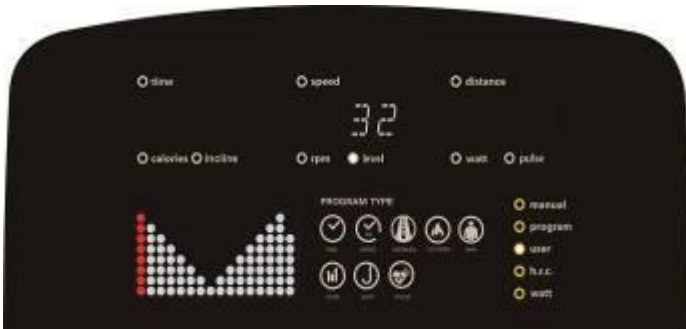 time speed distance
32
calories incline rpm level watt pulse
PROGRAM TYPE
manual
program
user
h.r.c.
watt